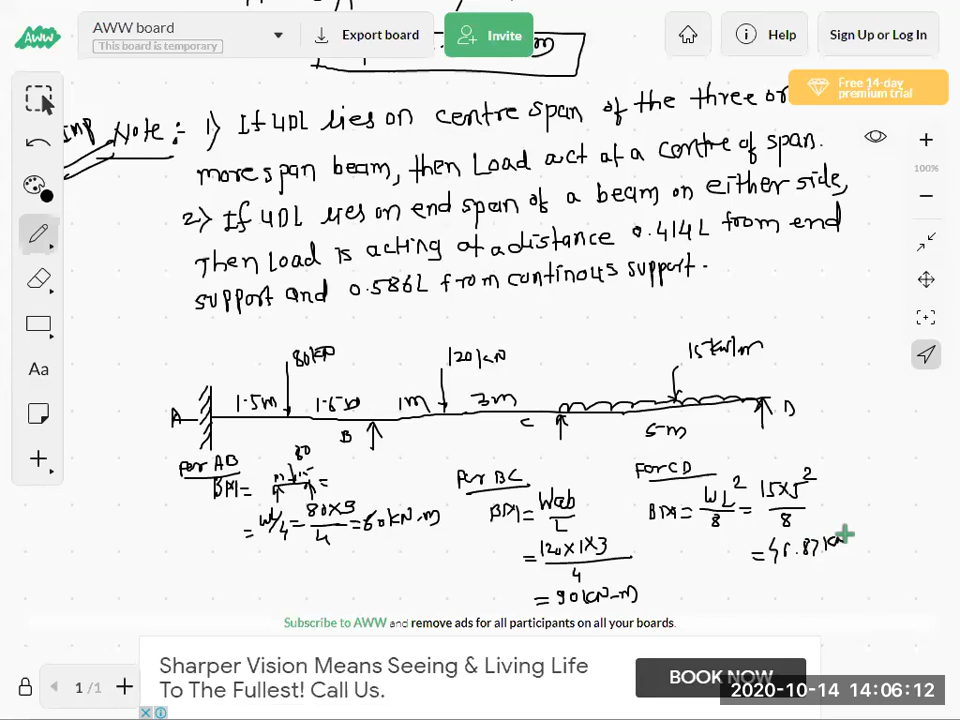 AWW board
This board is temporary
Export board
Invite
Help
Sign Up or Log In
Free 14-day
premium trial
100%
Imp Note :- 1) If UDL lies on centre span of the three or
more span beam, then Load act at a centre of span.
2) If UDL lies on end span of a beam on either side,
Then Load is acting at a distance 0.414L from end
support and 0.586L from continous support.
80kN
120kN
15kN/m
A
1.5m
1.5m
1m
3m
B
C
5m
D
For AB
BM =
80
=
= WL/4 = 80×3/4 = 60kN-m
For BC
BM = Wab/L
= 120×1×3/4
= 90kN-m
For CD
BM = WL²/8 = 15×5²/8
= 46.87kN
Aa
Subscribe to AWW and remove ads for all participants on all your boards.
1 /1
Sharper Vision Means Seeing & Living Life
To The Fullest! Call Us.
BOOK NOW
2020-10-14 14:06:12